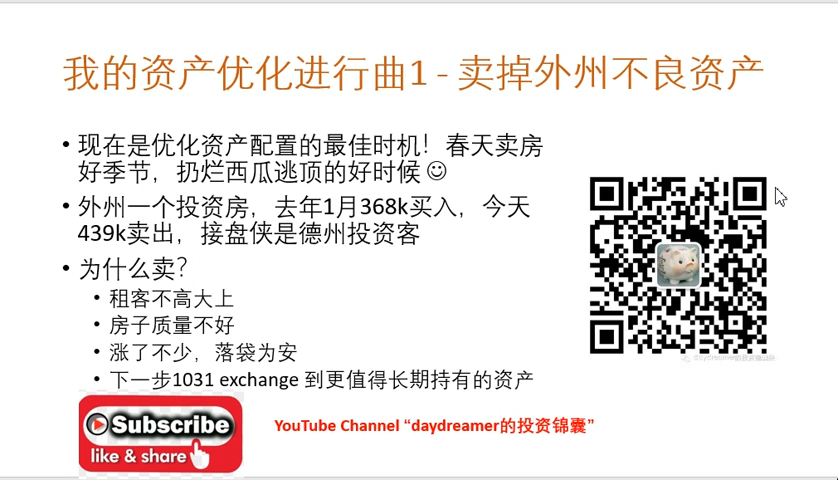 我的资产优化进行曲1 - 卖掉外州不良资产
• 现在是优化资产配置的最佳时机！春天卖房
好季节，扔烂西瓜逃顶的好时候☺
• 外州一个投资房，去年1月368k买入，今天
439k卖出，接盘侠是德州投资客
• 为什么卖？
• 租客不高大上
• 房子质量不好
• 涨了不少，落袋为安
• 下一步1031 exchange 到更值得长期持有的资产
Subscribe
like & share
YouTube Channel “daydreamer的投资锦囊”